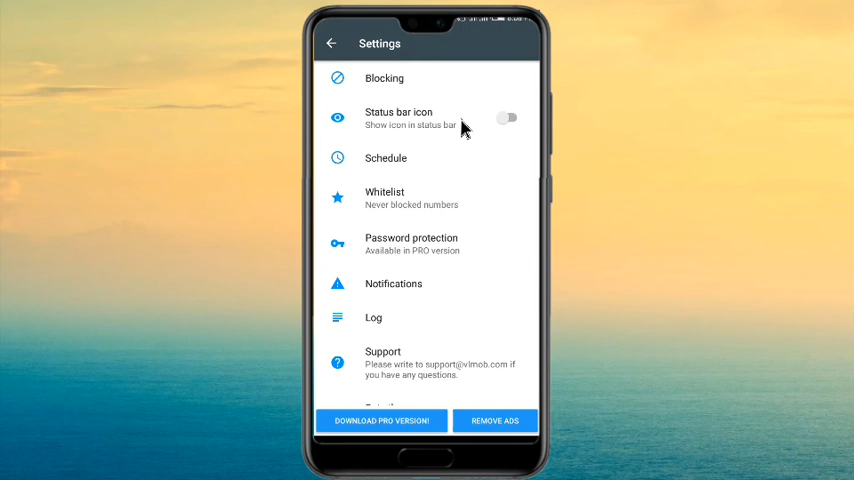 Settings
Blocking
Status bar icon
Show icon in status bar
Schedule
Whitelist
Never blocked numbers
Password protection
Available in PRO version
Notifications
Log
Support
Please write to support@vlmob.com if
you have any questions.
DOWNLOAD PRO VERSION!
REMOVE ADS